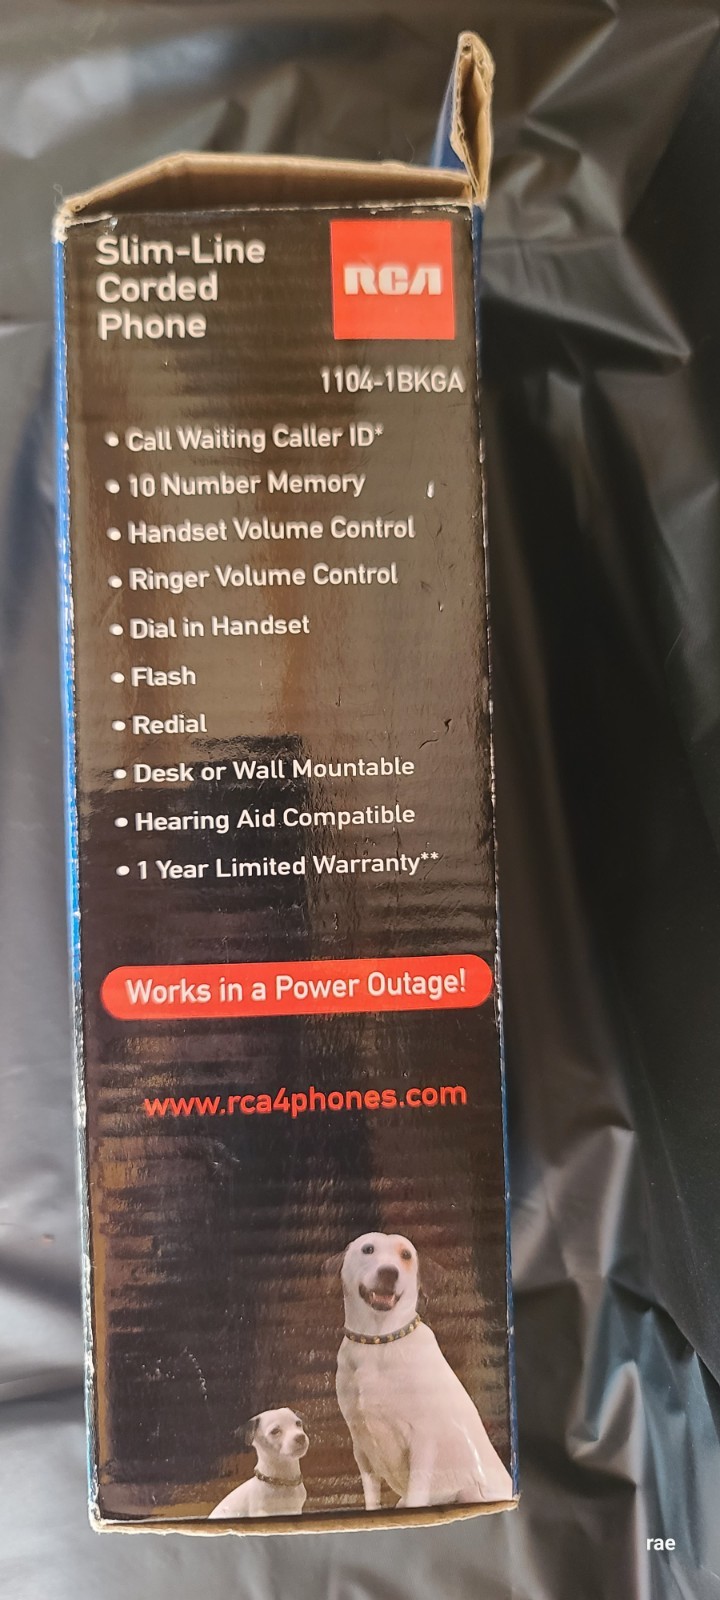 Slim-Line
Corded
Phone
RCA
1104-1BKGA
• Call Waiting Caller ID*
• 10 Number Memory
• Handset Volume Control
• Ringer Volume Control
• Dial in Handset
• Flash
• Redial
• Desk or Wall Mountable
• Hearing Aid Compatible
• 1 Year Limited Warranty**
Works in a Power Outage!
www.rca4phones.com
rae